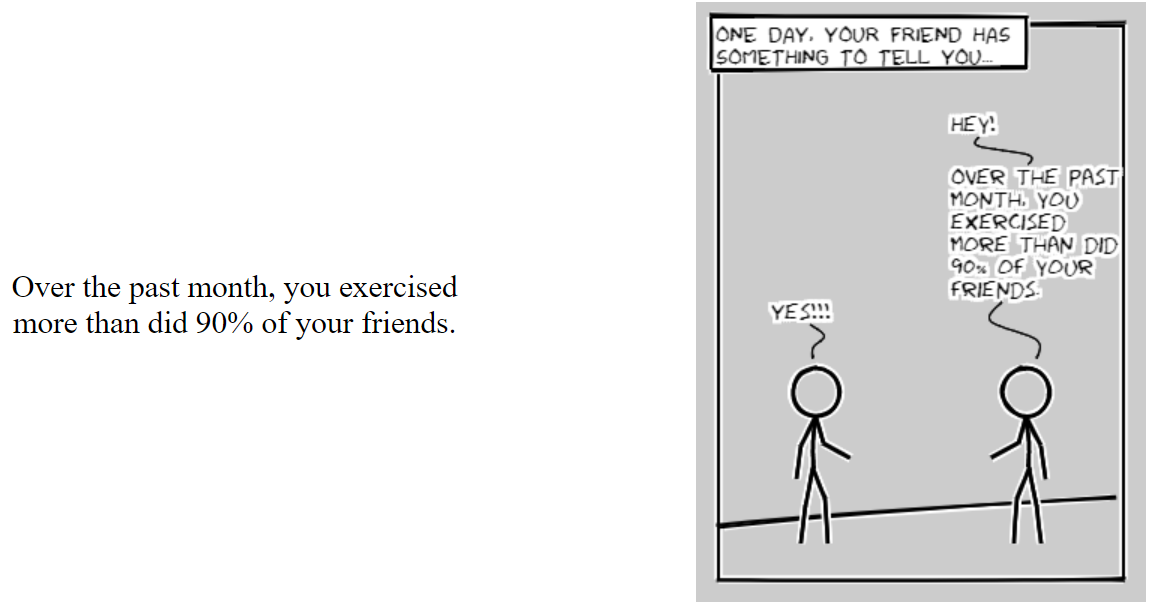 Over the past month, you exercised
more than did 90% of your friends.
ONE DAY, YOUR FRIEND HAS
SOMETHING TO TELL YOU...
HEY!
OVER THE PAST
MONTH, YOU
EXERCISED
MORE THAN DID
90% OF YOUR
FRIENDS.
YES!!!